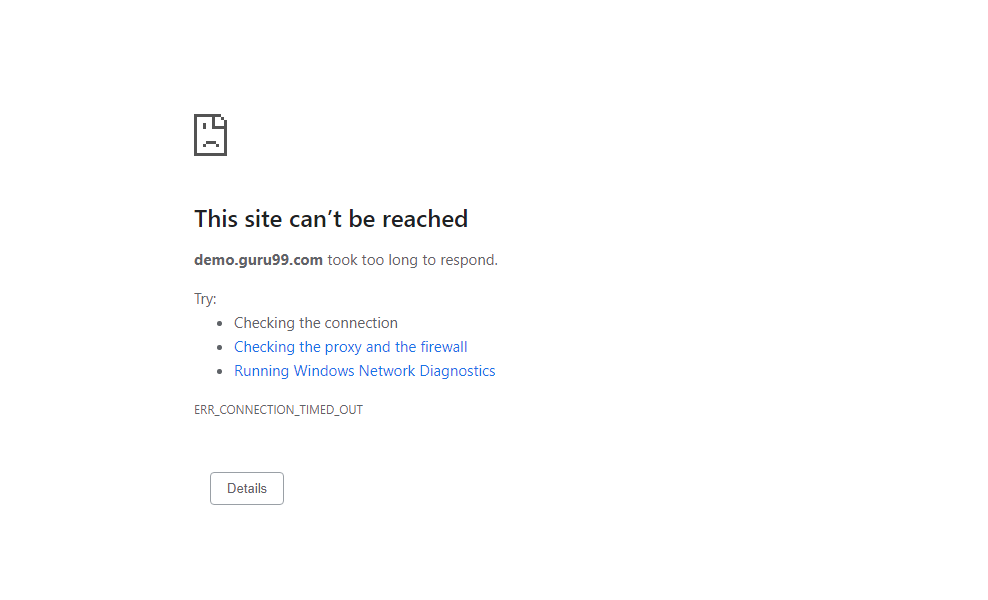 This site can’t be reached
demo.guru99.com took too long to respond.
Try:
Checking the connection
Checking the proxy and the firewall
Running Windows Network Diagnostics
ERR_CONNECTION_TIMED_OUT
Details